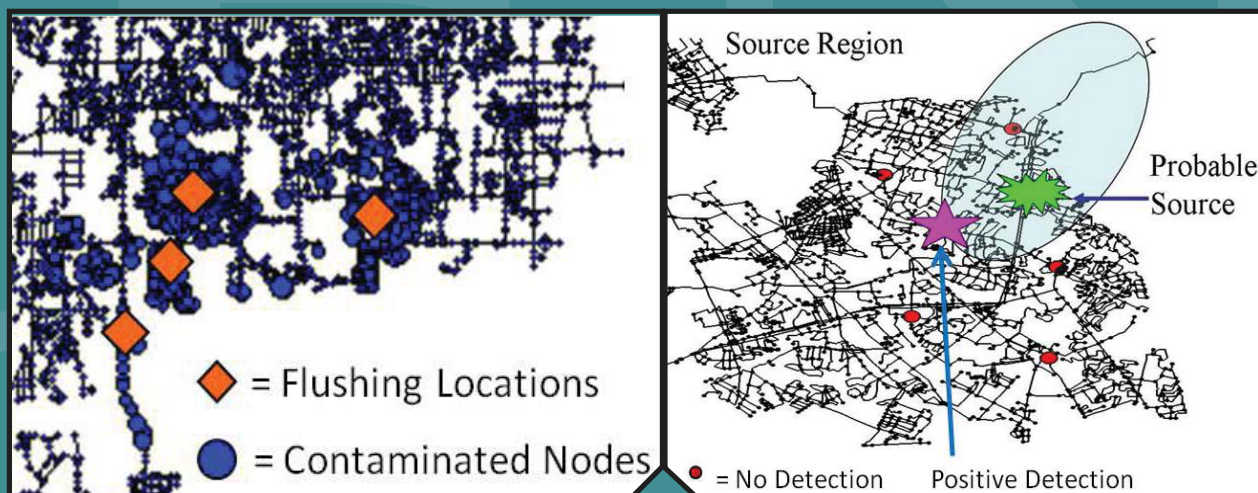 = Flushing Locations
= Contaminated Nodes
Source Region
Probable
Source
= No Detection
Positive Detection